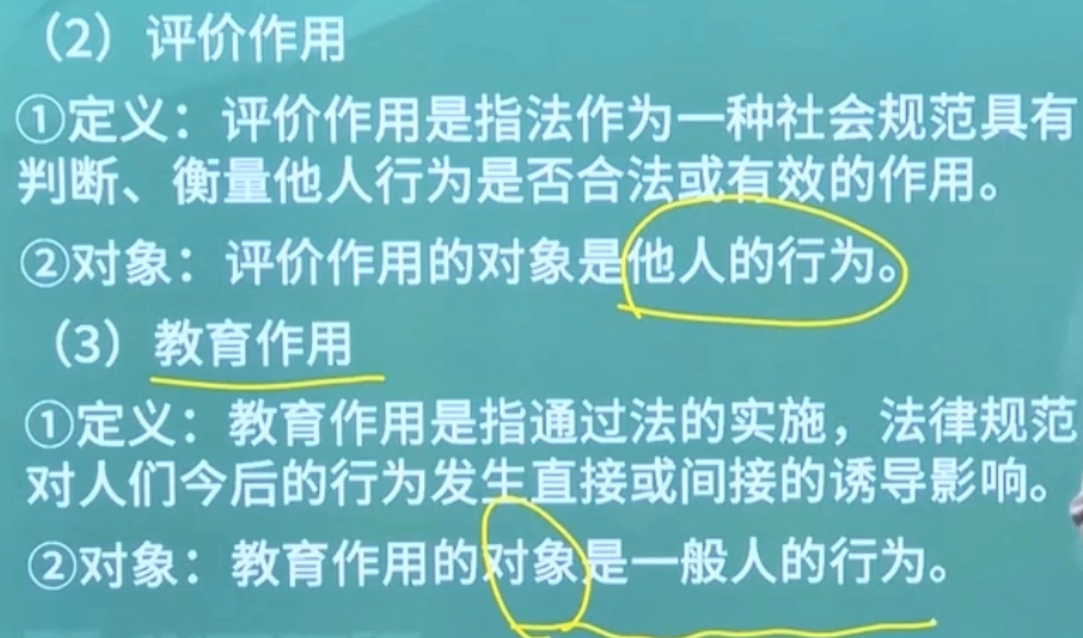 （2）评价作用
①定义：评价作用是指法作为一种社会规范具有
判断、衡量他人行为是否合法或有效的作用。
②对象：评价作用的对象是他人的行为。
（3）教育作用
①定义：教育作用是指通过法的实施，法律规范
对人们今后的行为发生直接或间接的诱导影响。
②对象：教育作用的对象是一般人的行为。